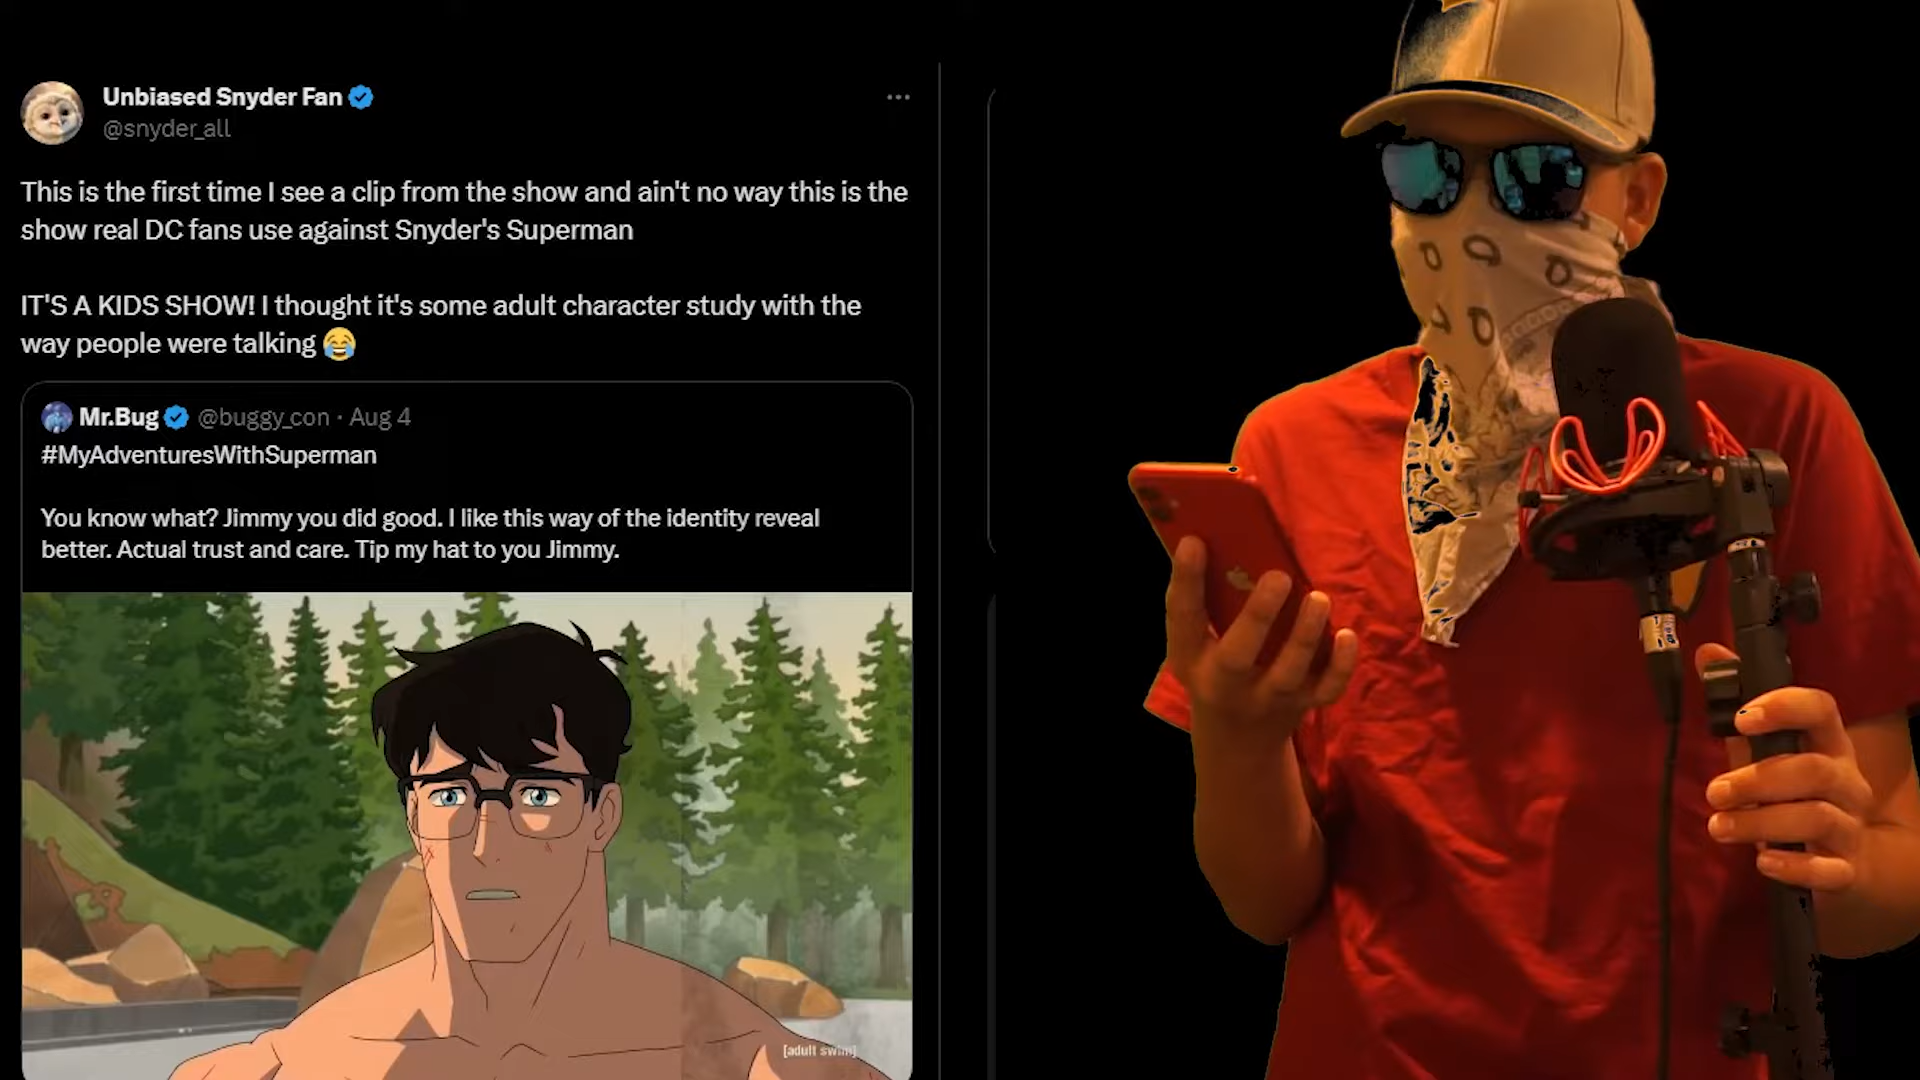 Unbiased Snyder Fan
@snyder_all
This is the first time I see a clip from the show and ain't no way this is the
show real DC fans use against Snyder's Superman
IT'S A KIDS SHOW! I thought it's some adult character study with the
way people were talking 😂
Mr.Bug @buggy_con · Aug 4
#MyAdventuresWithSuperman
You know what? Jimmy you did good. I like this way of the identity reveal
better. Actual trust and care. Tip my hat to you Jimmy.
[adult swim]